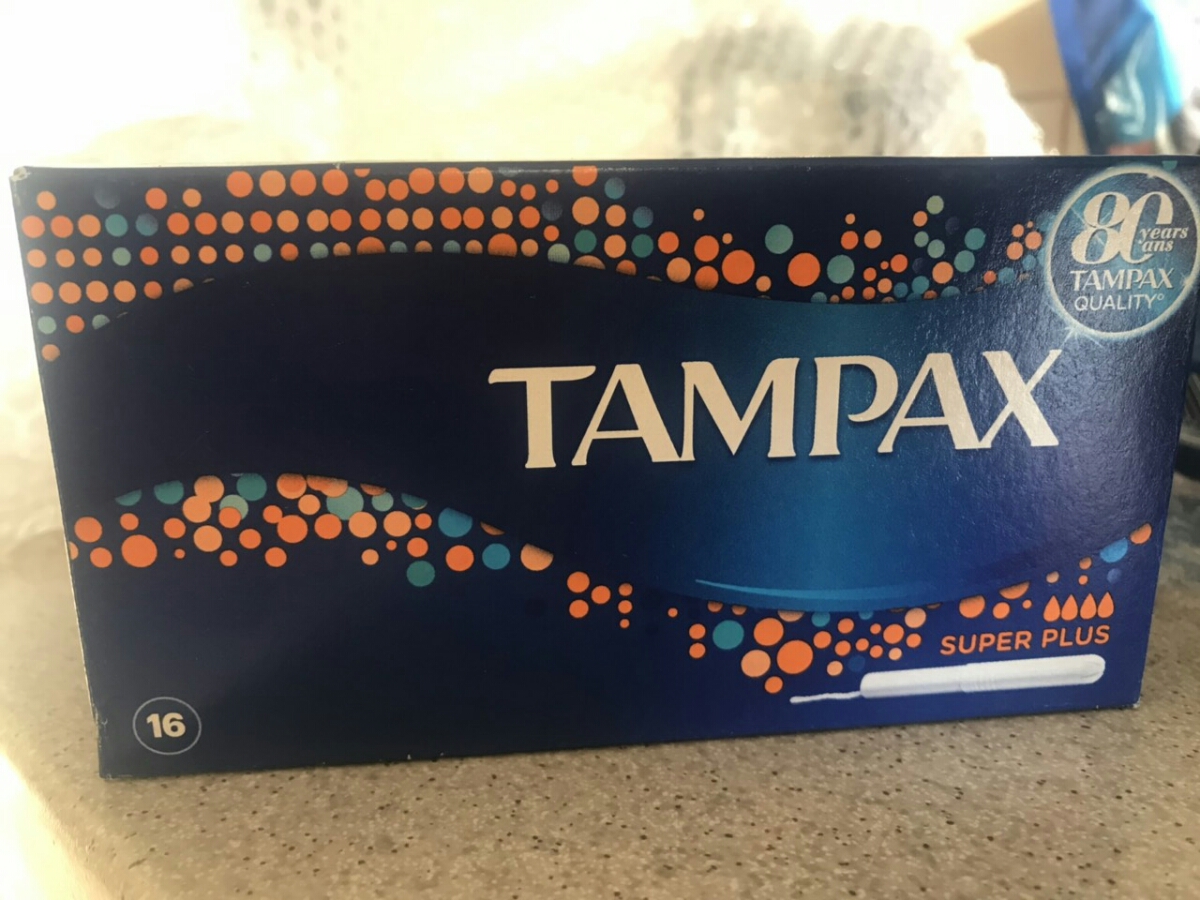 80
years
ans
TAMPAX
QUALITY©
TAMPAX
SUPER PLUS
16